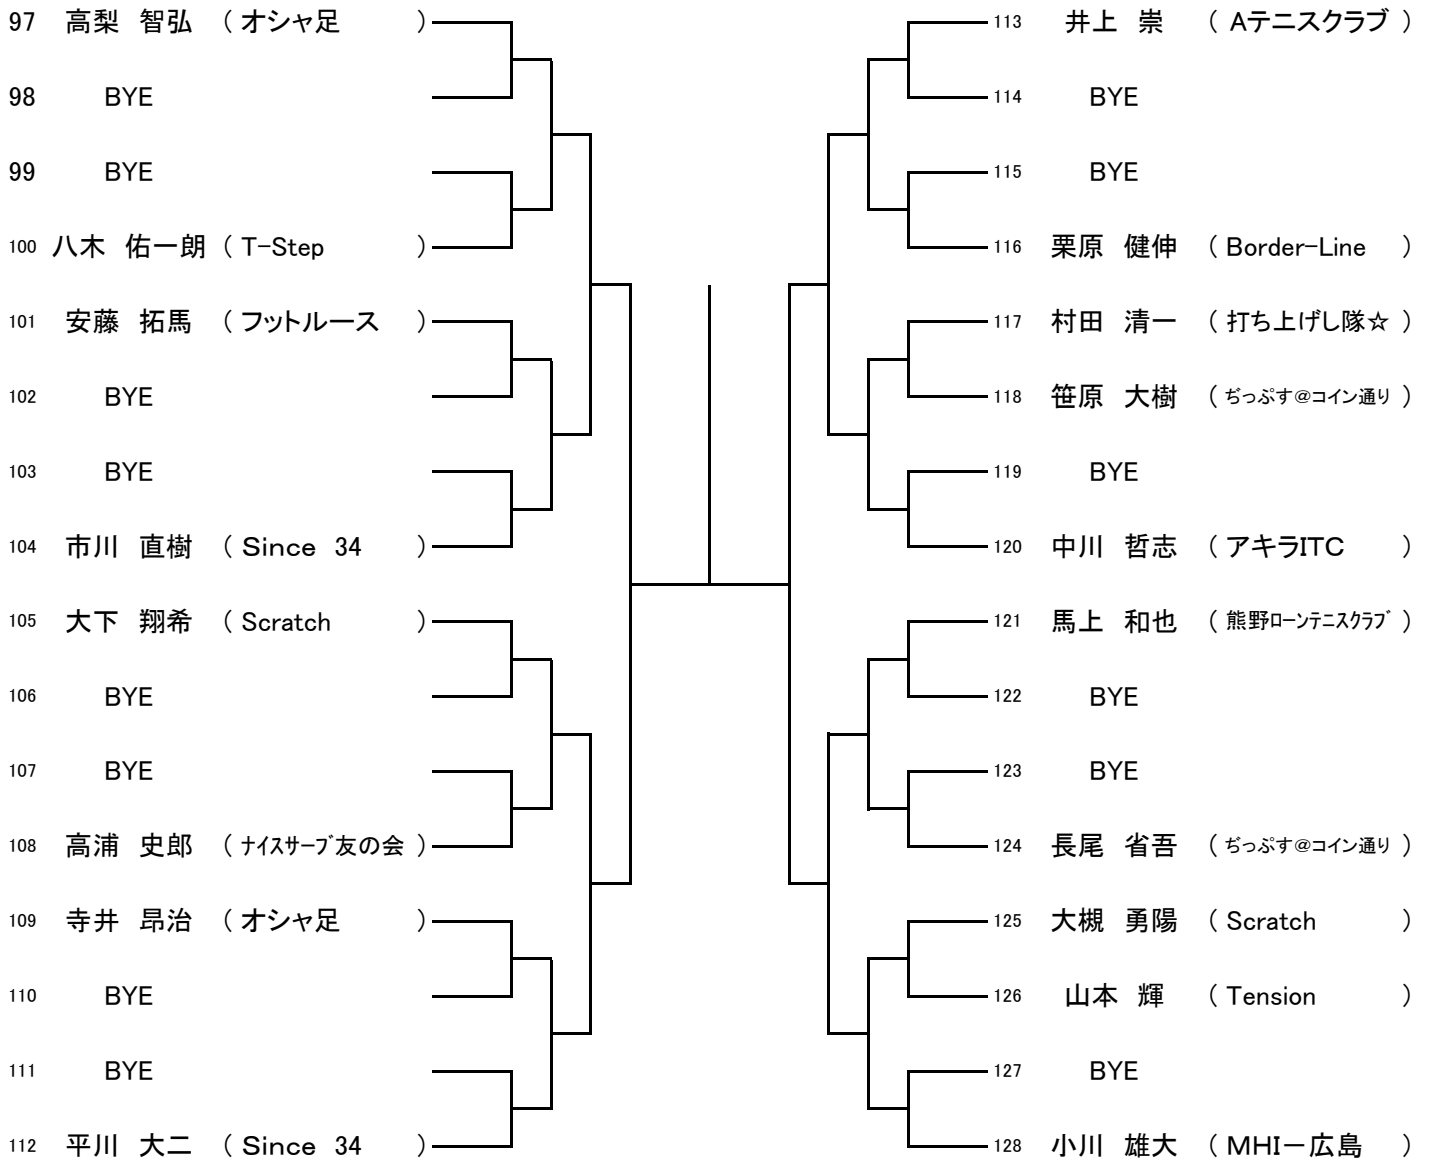 97 高梨 智弘 ( オシャ足 )
98 BYE
99 BYE
100 八木 佑一朗 ( T-Step )
101 安藤 拓馬 ( フットルース )
102 BYE
103 BYE
104 市川 直樹 ( Ｓｉｎｃｅ 34 )
105 大下 翔希 ( Scratch )
106 BYE
107 BYE
108 高浦 史郎 ( ﾅｲｽｻｰﾌﾞ友の会 )
109 寺井 昂治 ( オシャ足 )
110 BYE
111 BYE
112 平川 大二 ( Ｓｉｎｃｅ 34 )
113 井上 崇 ( Aテニスクラブ )
114 BYE
115 BYE
116 栗原 健伸 ( Border-Line )
117 村田 清一 ( 打ち上げし隊☆ )
118 笹原 大樹 ( ぢっぷす＠コイン通り )
119 BYE
120 中川 哲志 ( アキラITC )
121 馬上 和也 ( 熊野ﾛｰﾝﾃﾆｽｸﾗﾌﾞ )
122 BYE
123 BYE
124 長尾 省吾 ( ぢっぷす＠コイン通り )
125 大槻 勇陽 ( Scratch )
126 山本 輝 ( Tension )
127 BYE
128 小川 雄大 ( MHI－広島 )